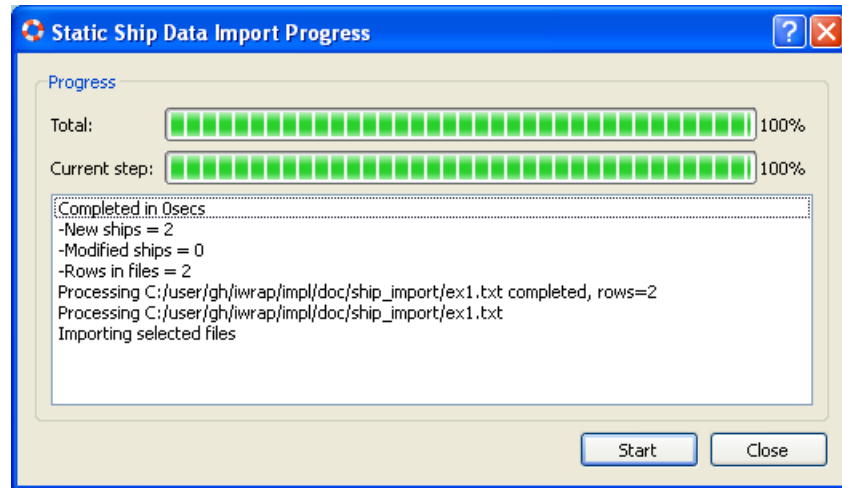 Static Ship Data Import Progress
?
X
Progress
Total:
100%
Current step:
100%
Completed in 0secs
-New ships = 2
-Modified ships = 0
-Rows in files = 2
Processing C:/user/gh/iwrap/impl/doc/ship_import/ex1.txt completed, rows=2
Processing C:/user/gh/iwrap/impl/doc/ship_import/ex1.txt
Importing selected files
Start
Close